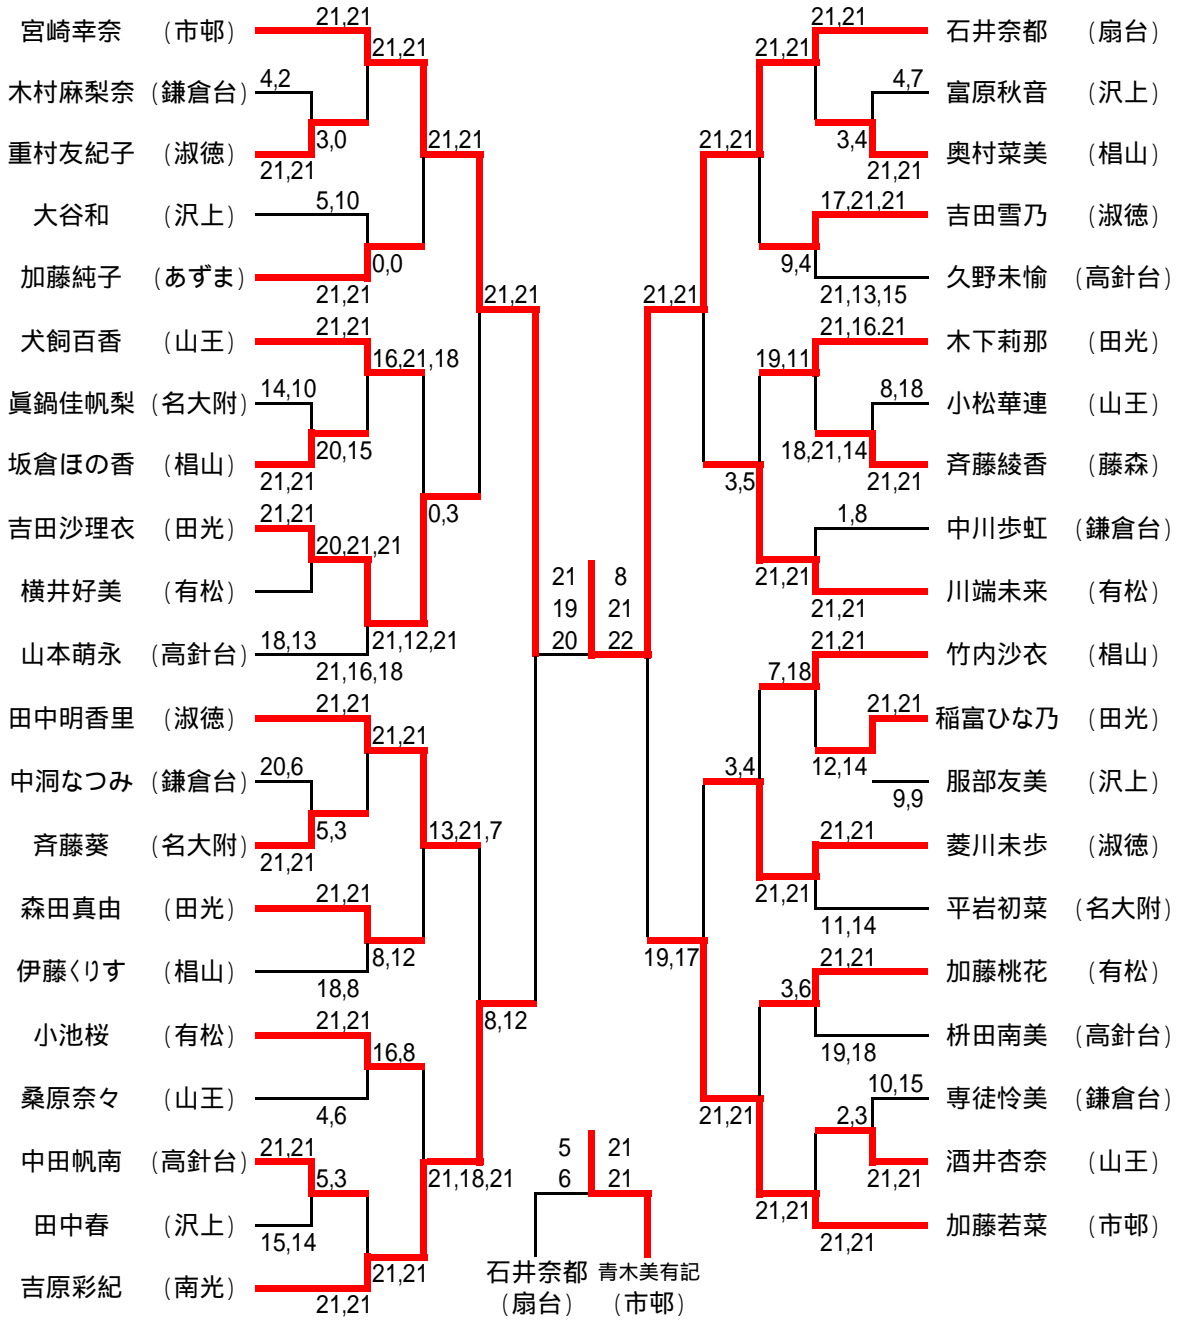 21,21
宮崎幸奈 (市邨)
21,21
4,2
木村麻梨奈 (鎌倉台)
3,0
重村友紀子 (淑徳)
21,21
21,21
5,10
大谷和 (沢上)
0,0
加藤純子 (あずま)
21,21
21,21
21,21
犬飼百香 (山王)
16,21,18
14,10
眞鍋佳帆梨 (名大附)
20,15
坂倉ほの香 (椙山)
21,21
0,3
21,21
吉田沙理衣 (田光)
20,21,21
横井好美 (有松)
18,13
山本萌永 (高針台)
21,12,21
21,16,18
21,21
田中明香里 (淑徳)
21,21
20,6
中洞なつみ (鎌倉台)
5,3
斉藤葵 (名大附)
21,21
13,21,7
21,21
森田真由 (田光)
8,12
伊藤くりす (椙山)
18,8
8,12
21,21
小池桜 (有松)
16,8
桑原奈々 (山王)
4,6
21,21
中田帆南 (高針台)
5,3
21,18,21
田中春 (沢上)
15,14
吉原彩紀 (南光)
21,21
21,21
21 8
19 21
20 22
5 21
6 21
石井奈都 青木美有記
(扇台) (市邨)
21,21
石井奈都 (扇台)
21,21
4,7
富原秋音 (沢上)
3,4
奥村菜美 (椙山)
21,21
21,21
17,21,21
吉田雪乃 (淑徳)
9,4
久野未愉 (高針台)
21,13,15
21,21
21,16.21
木下莉那 (田光)
19,11
8,18
小松華連 (山王)
18,21,14
斉藤綾香 (藤森)
21,21
3,5
1,8
中川歩虹 (鎌倉台)
21,21
川端未来 (有松)
21,21
21,21
竹内沙衣 (椙山)
7,18
21,21
稲富ひな乃 (田光)
12,14
服部友美 (沢上)
9,9
3,4
21,21
菱川未歩 (淑徳)
21,21
平岩初菜 (名大附)
11,14
19,17
21,21
加藤桃花 (有松)
3,6
枡田南美 (高針台)
19,18
10,15
専徒怜美 (鎌倉台)
2,3
21,21
酒井杏奈 (山王)
21,21
21,21
加藤若菜 (市邨)
21,21